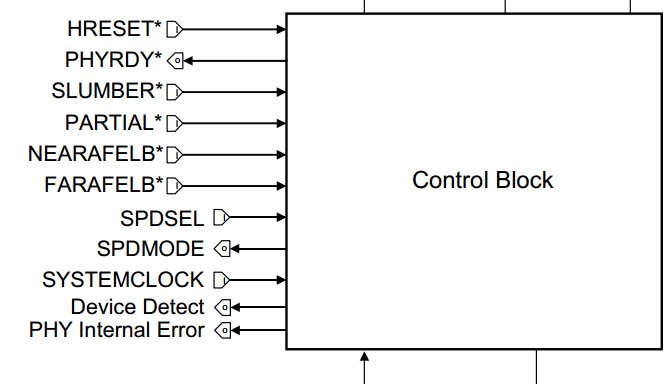 HRESET*
PHYRDY*
SLUMBER*
PARTIAL*
NEARAFELB*
FARAFELB*
Control Block
SPDSEL
SPDMODE
SYSTEMCLOCK
Device Detect
PHY Internal Error